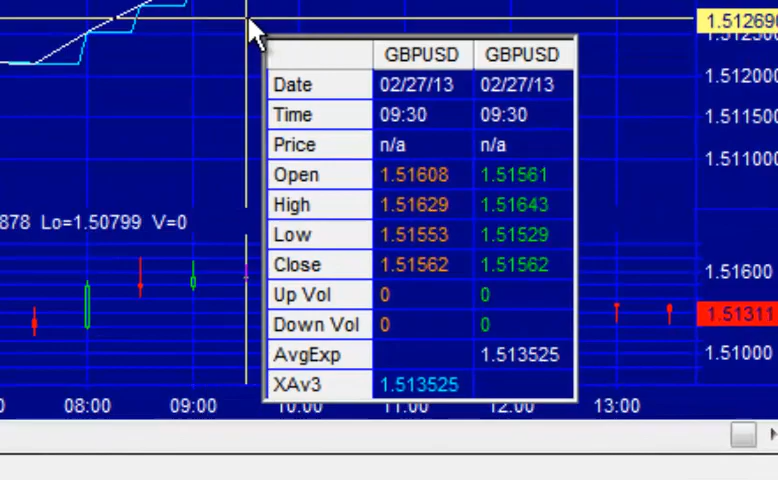 1.51269
1.51230
GBPUSD GBPUSD
Date 02/27/13 02/27/13
1.51200
Time 09:30 09:30
1.51150
Price n/a n/a
1.51100
Open 1.51608 1.51561
High 1.51629 1.51643
878 Lo=1.50799 V=0
Low 1.51553 1.51529
Close 1.51562 1.51562
1.51600
Up Vol 0 0
1.51311
Down Vol 0 0
AvgExp 1.513525
1.51000
XAv3 1.513525
08:00 09:00 10:00 11:00 12:00 13:00